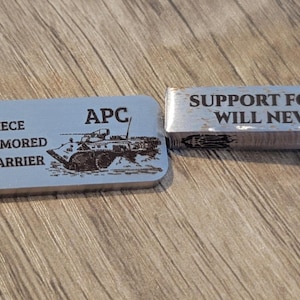 APC
ECE
MORED
ARRIER
SUPPORT FO
WILL NEV